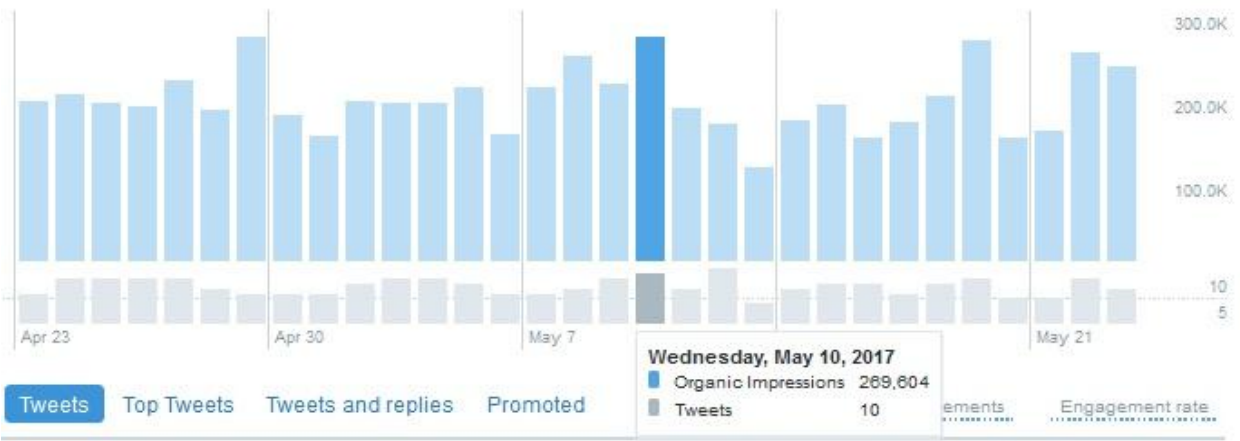 300.0K
200.0K
100.0K
10
5
Apr 23 Apr 30 May 7 May 21
Wednesday, May 10, 2017
Organic Impressions 269,604
Tweets 10
Tweets Top Tweets Tweets and replies Promoted ements Engagement rate